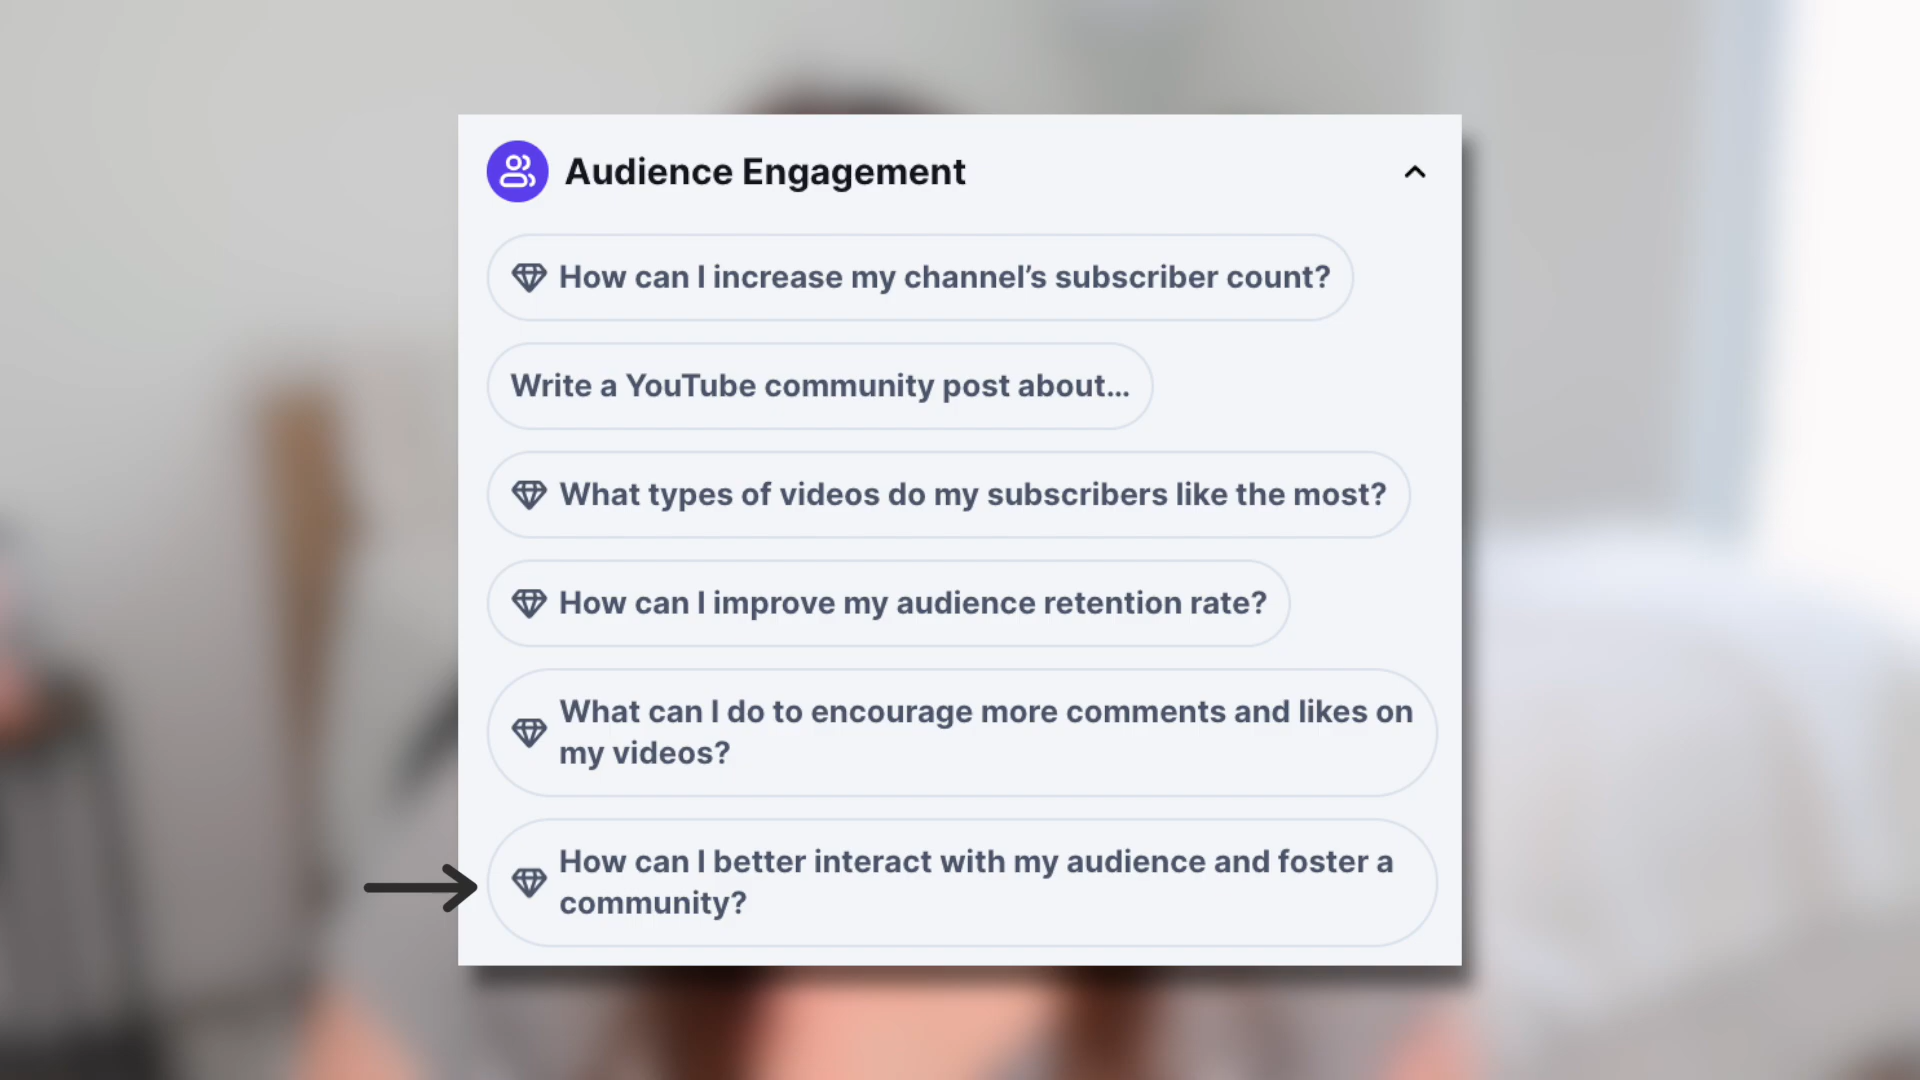 Audience Engagement
How can I increase my channel’s subscriber count?
Write a YouTube community post about...
What types of videos do my subscribers like the most?
How can I improve my audience retention rate?
What can I do to encourage more comments and likes on
my videos?
How can I better interact with my audience and foster a
community?